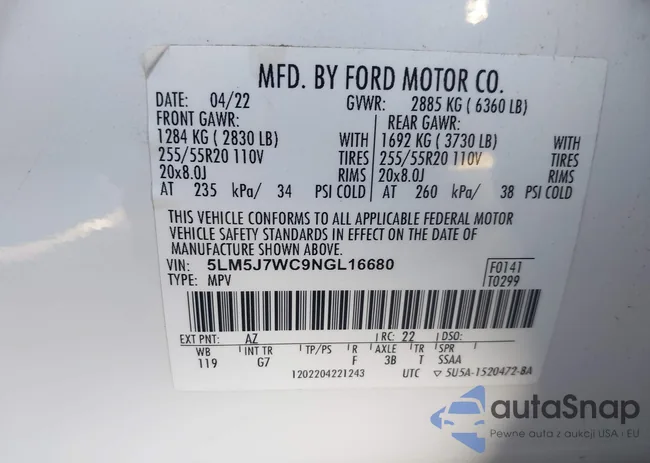 MFD. BY FORD MOTOR CO.
DATE: 04/22 GVWR: 2885 KG ( 6360 LB)
FRONT GAWR: REAR GAWR:
1284 KG ( 2830 LB) WITH 1692 KG ( 3730 LB) WITH
255/55R20 110V TIRES 255/55R20 110V TIRES
20x8.0J RIMS 20x8.0J RIMS
AT 235 kPa/ 34 PSI COLD AT 260 kPa/ 38 PSI COLD
THIS VEHICLE CONFORMS TO ALL APPLICABLE FEDERAL MOTOR
VEHICLE SAFETY STANDARDS IN EFFECT ON THE DATE OF
MANUFACTURE SHOWN ABOVE.
VIN: 5LM5J7WC9NGL16680 F0141
TYPE: MPV T0299
EXT PNT: AZ RC: 22 DSO:
WB INT TR TP/PS R AXLE TR SPR
119 G7 F 3B T SSAA
1202204221243 UTC ▽ 5U5A-1520472-BA
autaSnap
Pewne auta z aukcji USA i EU